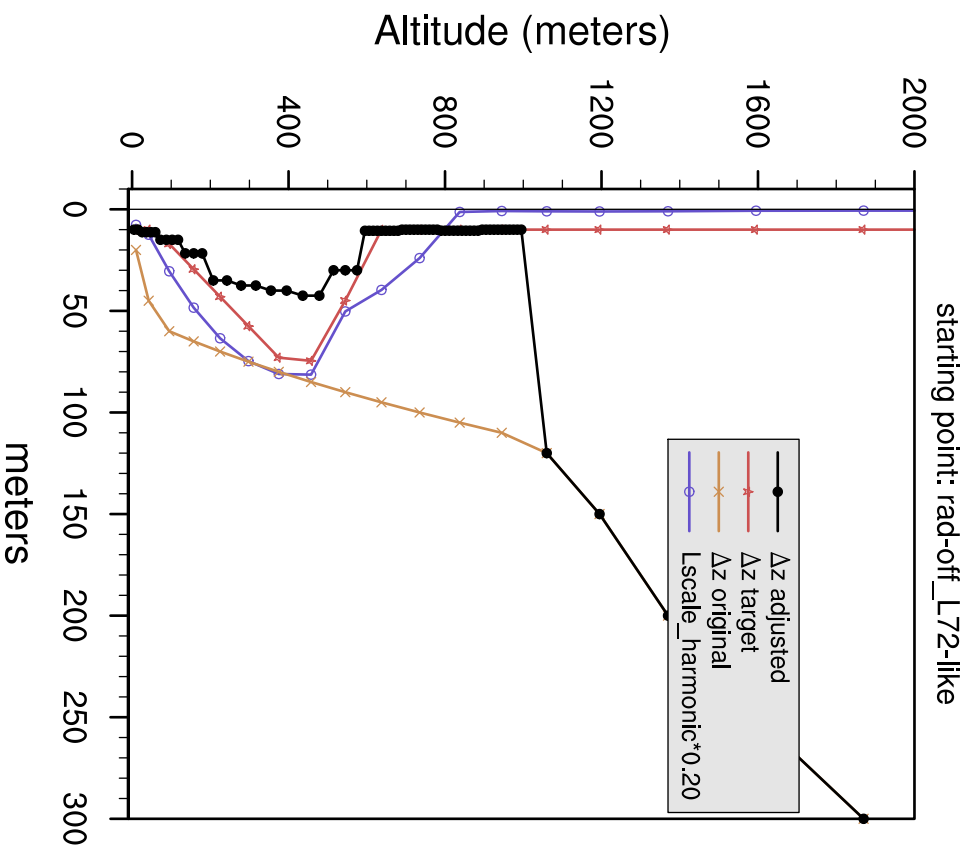 starting point: rad-off_L72-like
Altitude (meters)
2000
1600
1200
800
400
0
0
50
100
150
200
250
300
meters
Δz adjusted
Δz target
Δz original
Lscale_harmonic*0.20